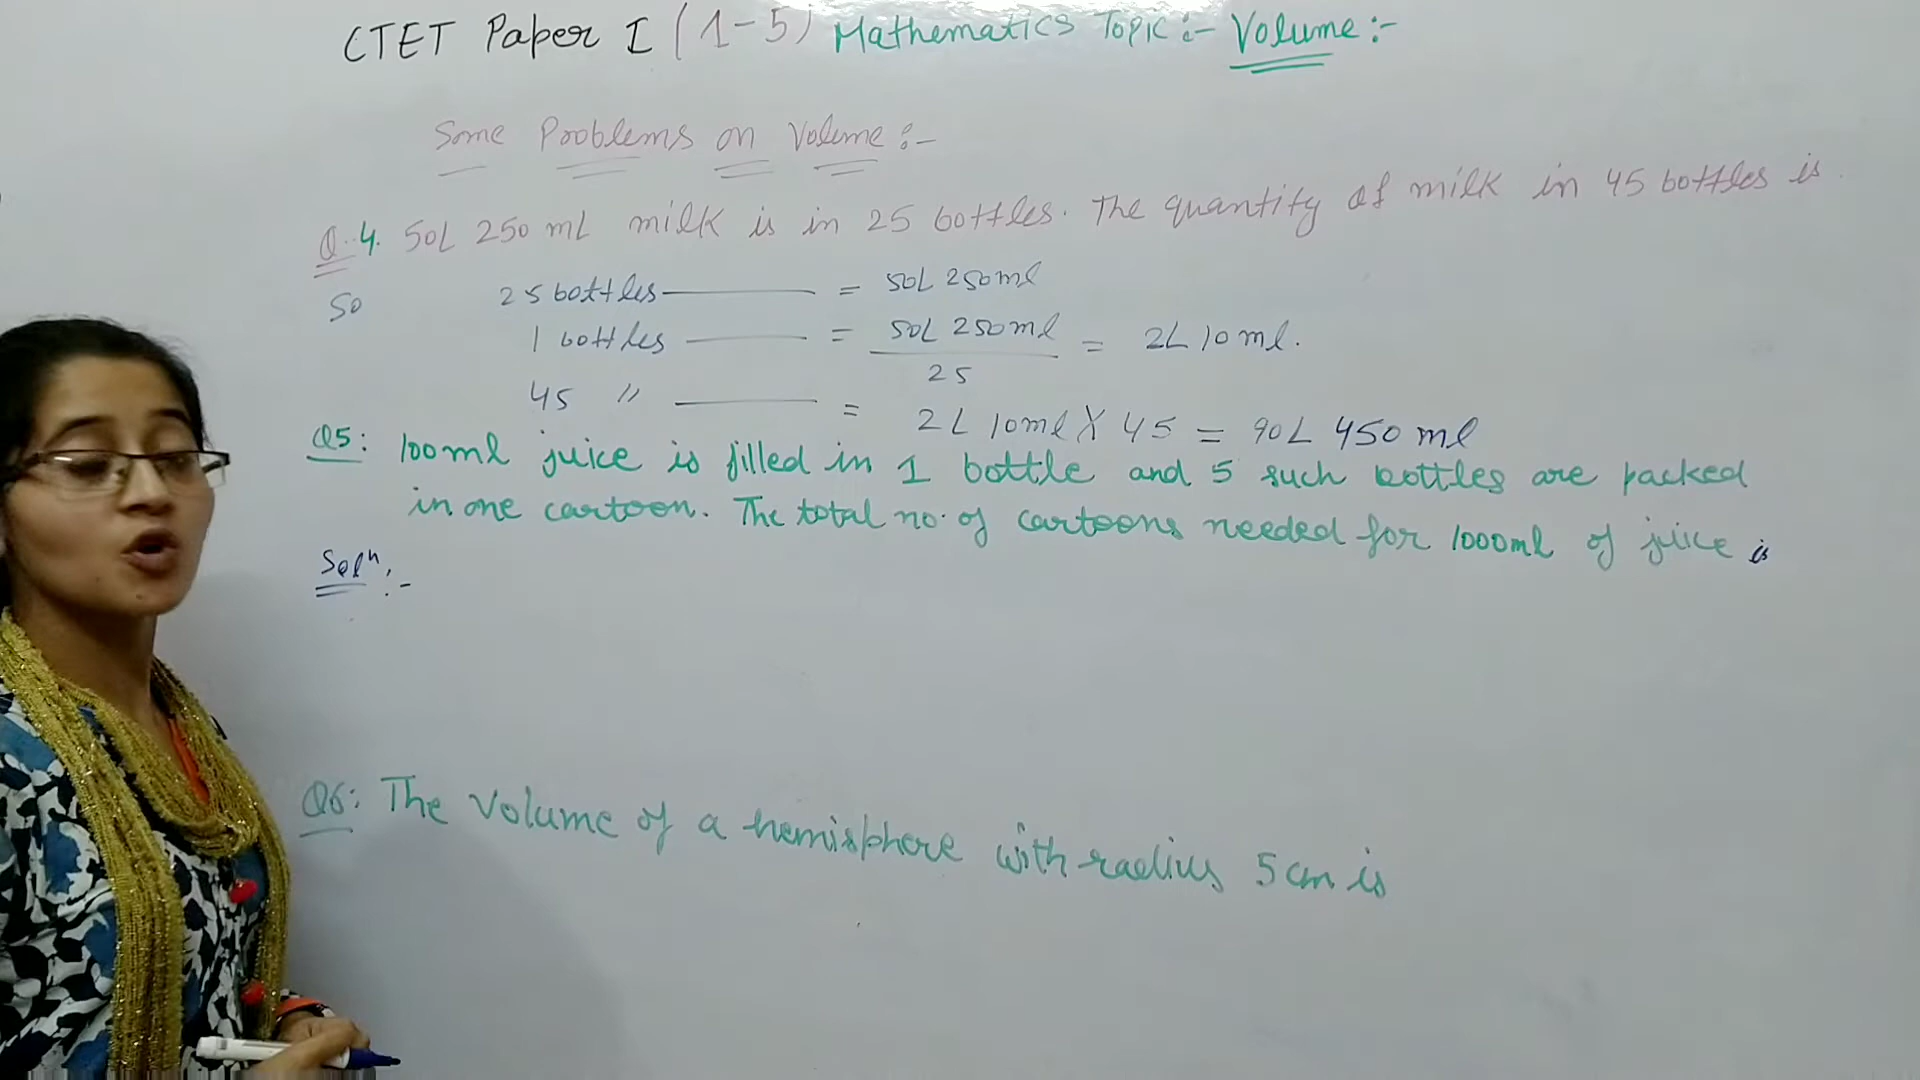 CTET Paper I (1-5) Mathematics Topic:- Volume:-
Some Problems on Volume:-
Q.4. 50L 250 mL milk is in 25 bottles. The quantity of milk in 45 bottles is
So 25 bottles = 50L 250ml
1 bottles = 50L 250ml / 25 = 2L 10ml.
45 " = 2L 10ml X 45 = 90L 450 ml
Q5: 100ml juice is filled in 1 bottle and 5 such bottles are packed
in one cartoon. The total no. of cartoons needed for 1000ml of juice is
Solⁿ:-
Q6: The Volume of a hemisphere with radius 5cm is